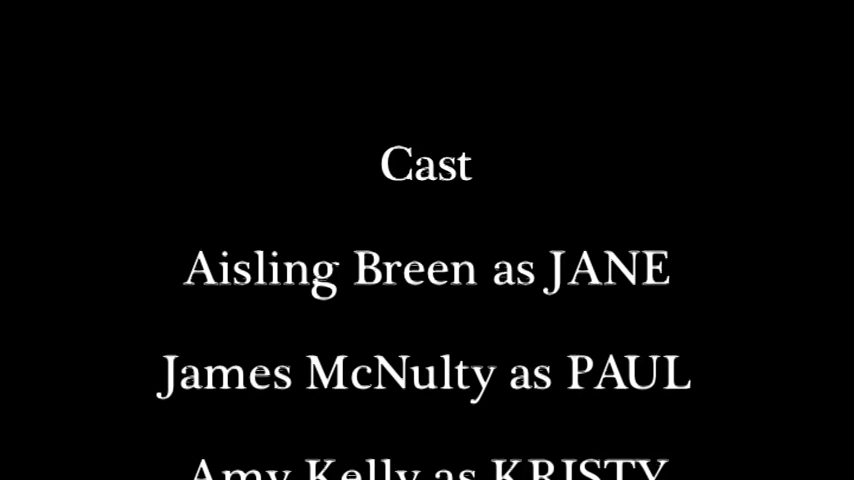 Cast
Aisling Breen as JANE
James McNulty as PAUL
Amy Kelly as KRISTY